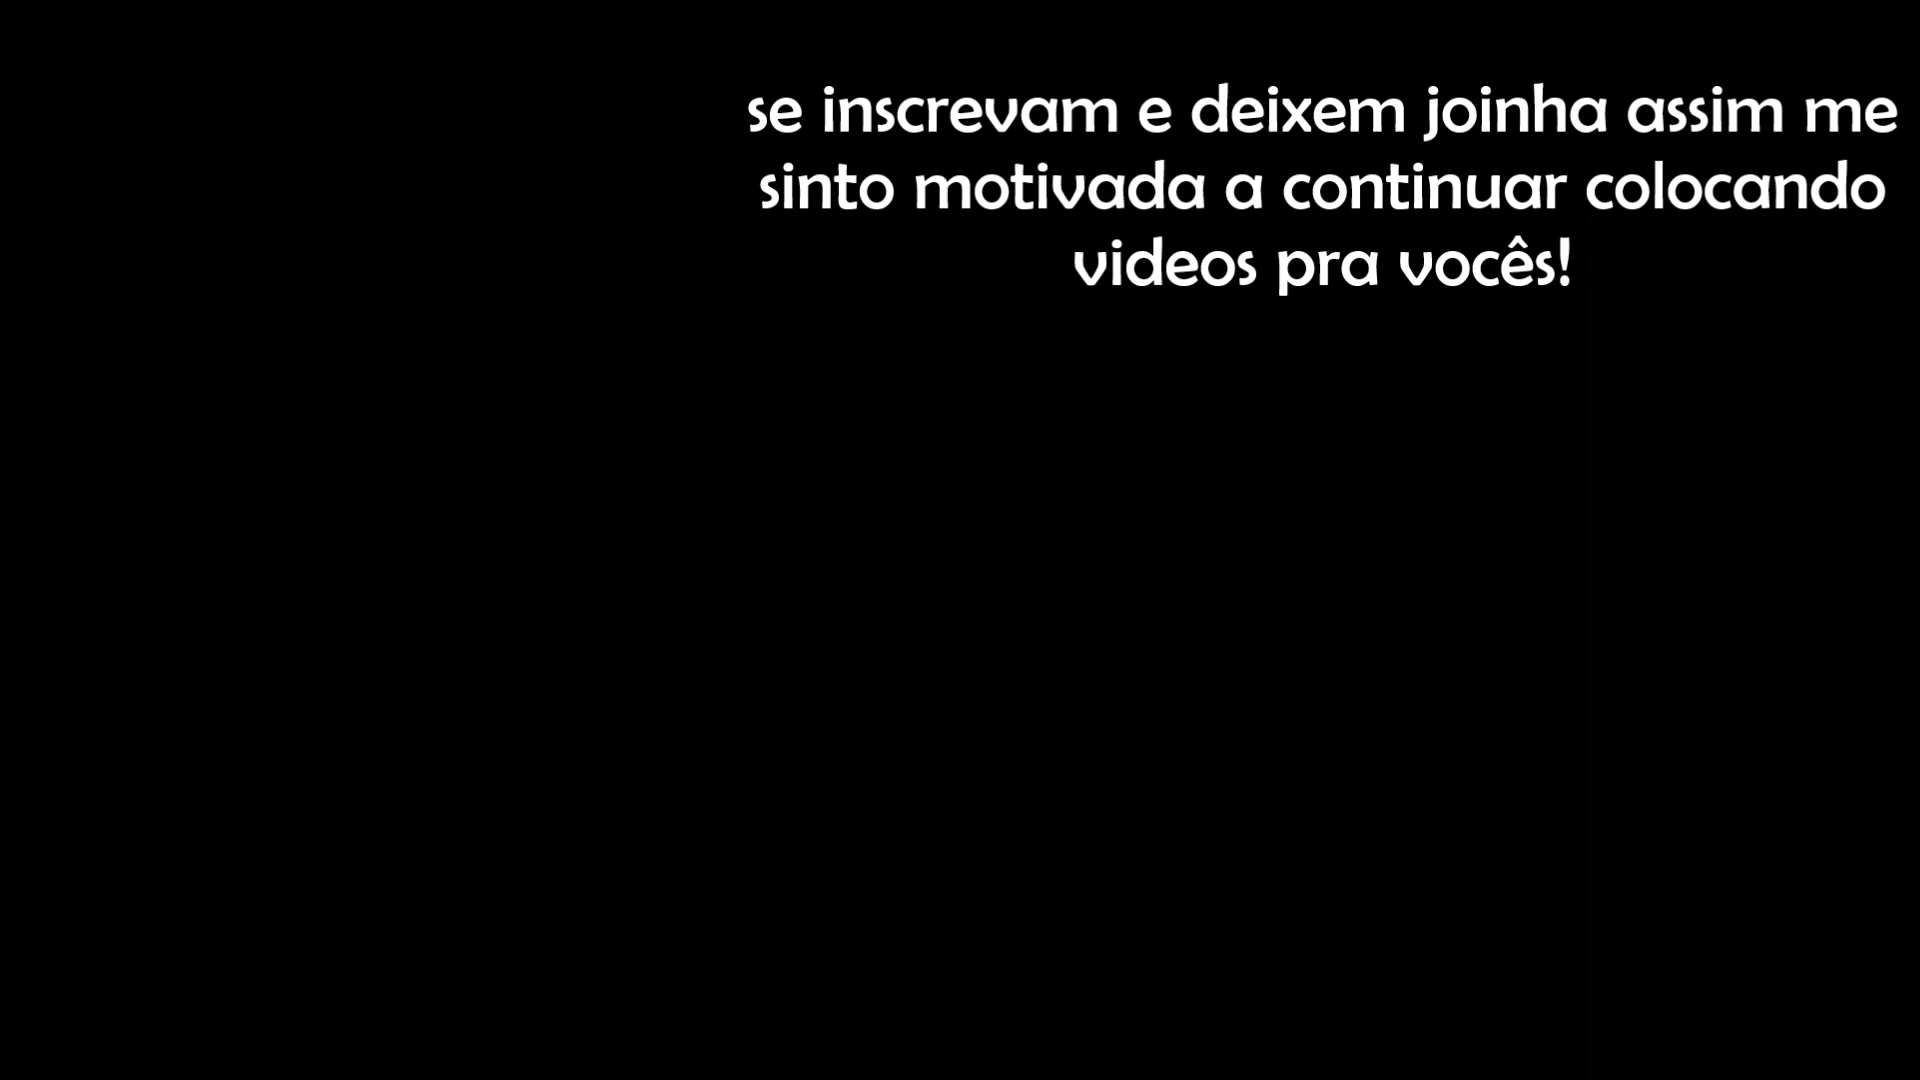 se inscrevam e deixem joinha assim me
sinto motivada a continuar colocando
videos pra vocês!